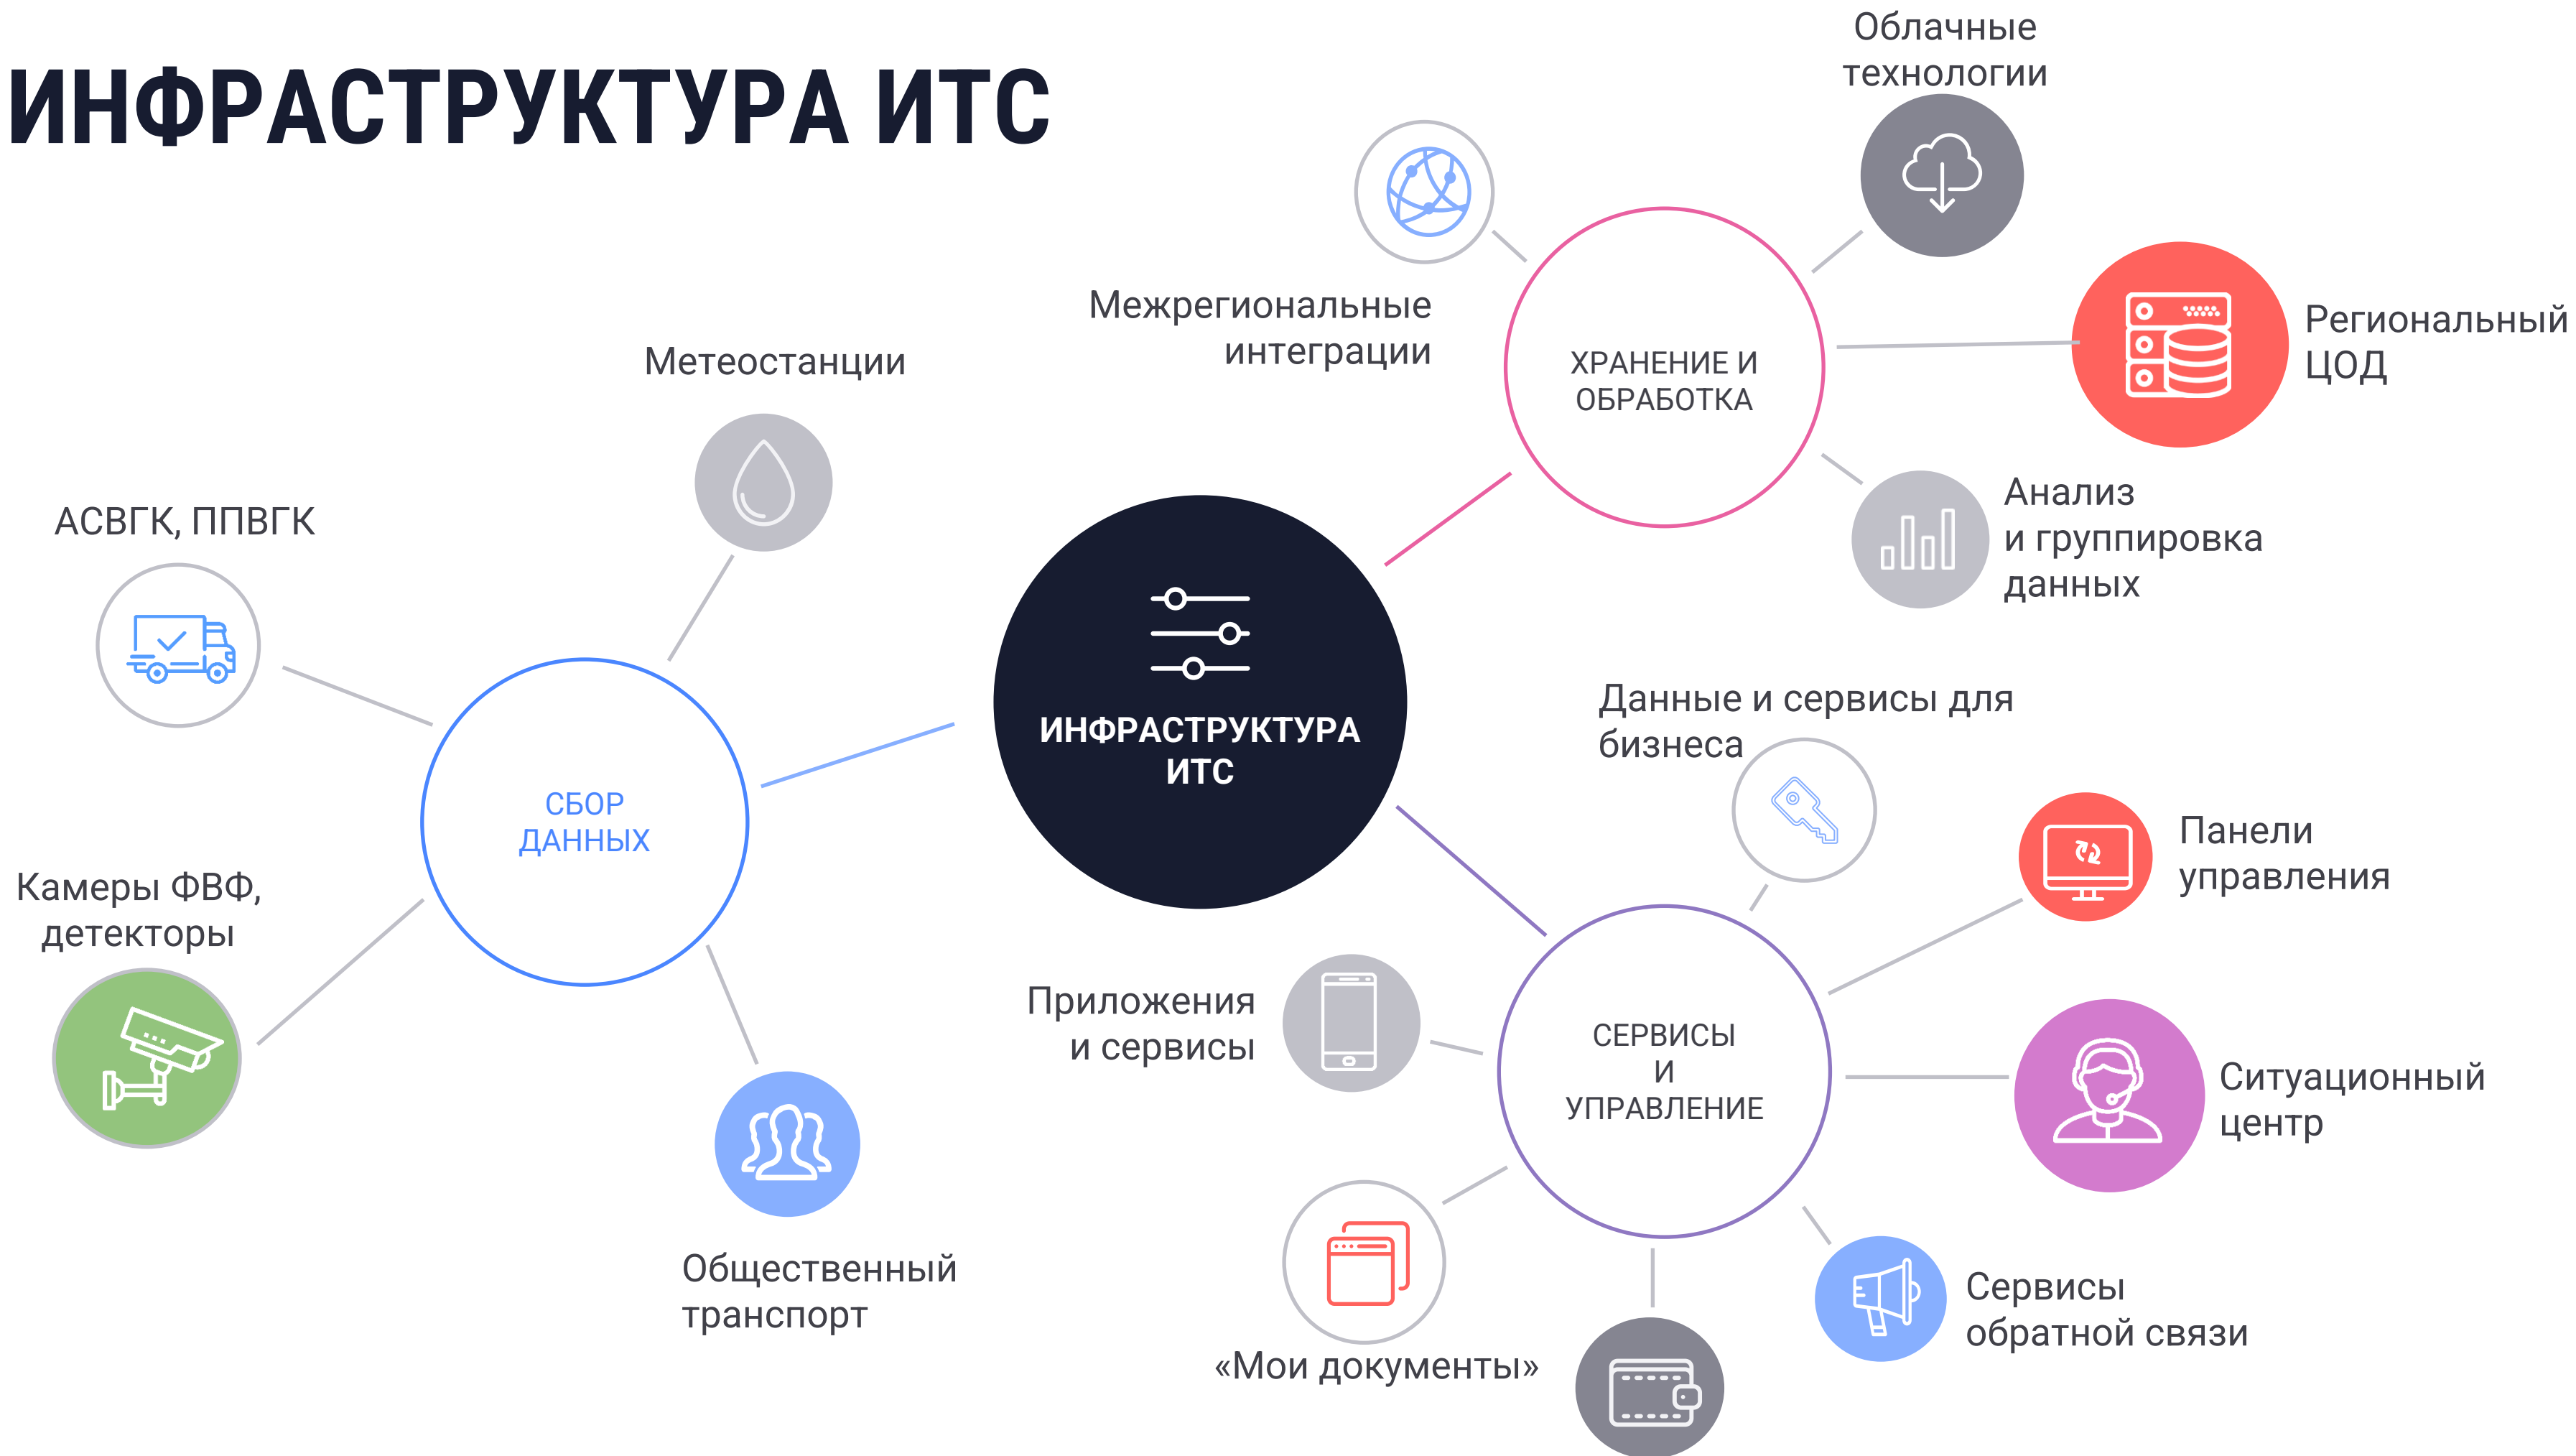 ИНФРАСТРУКТУРА ИТС
Облачные
технологии
Межрегиональные
интеграции
ХРАНЕНИЕ И
ОБРАБОТКА
Региональный
ЦОД
Анализ
и группировка
данных
Метеостанции
АСВГК, ППВГК
СБОР
ДАННЫХ
Камеры ФВФ,
детекторы
Общественный
транспорт
ИНФРАСТРУКТУРА
ИТС
Данные и сервисы для
бизнеса
Панели
управления
Приложения
и сервисы
СЕРВИСЫ
И
УПРАВЛЕНИЕ
Ситуационный
центр
Сервисы
обратной связи
«Мои документы»